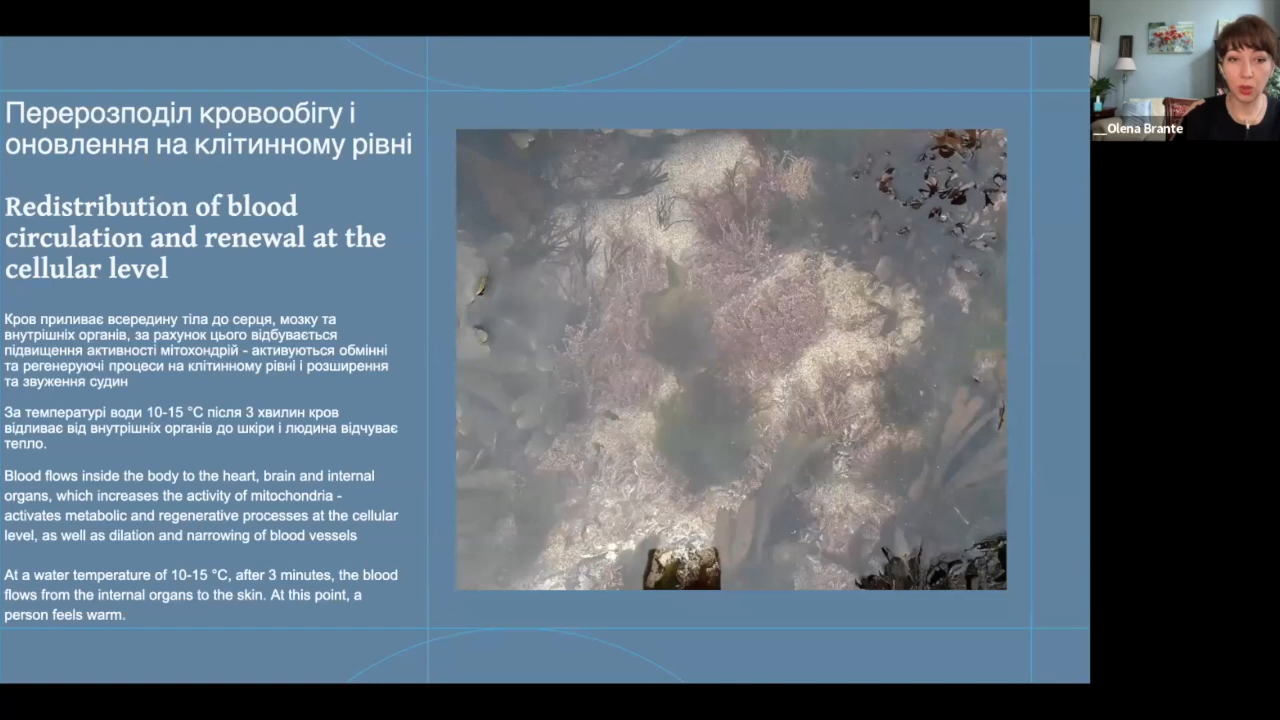 Перерозподіл кровообігу і
оновлення на клітинному рівні
Redistribution of blood
circulation and renewal at the
cellular level
Кров приливає всередину тіла до серця, мозку та
внутрішніх органів, за рахунок цього відбувається
підвищення активності мітохондрій - активуються обмінні
та регенеруючі процеси на клітинному рівні і розширення
та звуження судин
За температурі води 10-15 °C після 3 хвилин кров
відливає від внутрішніх органів до шкіри і людина відчуває
тепло.
Blood flows inside the body to the heart, brain and internal
organs, which increases the activity of mitochondria -
activates metabolic and regenerative processes at the cellular
level, as well as dilation and narrowing of blood vessels
At a water temperature of 10-15 °C, after 3 minutes, the blood
flows from the internal organs to the skin. At this point, a
person feels warm.
__Olena Brante